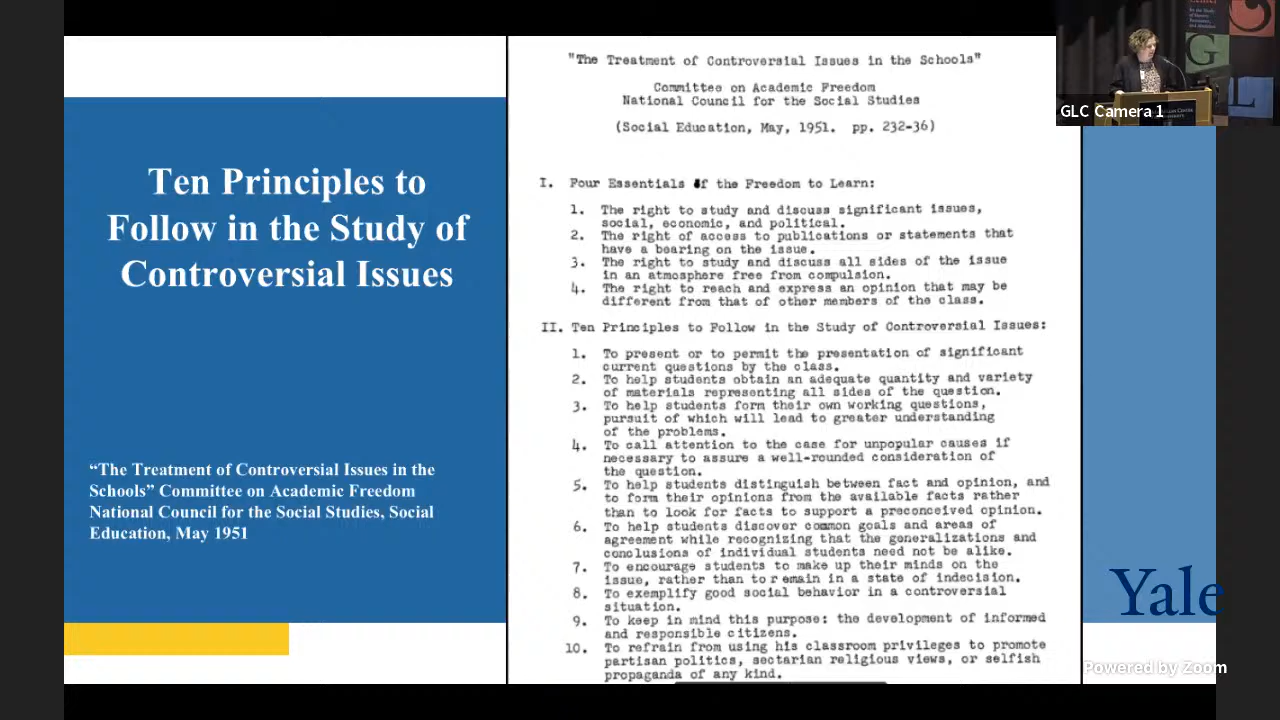 Ten Principles to
Follow in the Study of
Controversial Issues
“The Treatment of Controversial Issues in the
Schools” Committee on Academic Freedom
National Council for the Social Studies, Social
Education, May 1951
"The Treatment of Controversial Issues in the Schools"
Committee on Academic Freedom
National Council for the Social Studies
(Social Education, May, 1951. pp. 232-36)
I. Four Essentials of the Freedom to Learn:
1. The right to study and discuss significant issues,
social, economic, and political.
2. The right of access to publications or statements that
have a bearing on the issue.
3. The right to study and discuss all sides of the issue
in an atmosphere free from compulsion.
4. The right to reach and express an opinion that may be
different from that of other members of the class.
II. Ten Principles to Follow in the Study of Controversial Issues:
1. To present or to permit the presentation of significant
current questions by the class.
2. To help students obtain an adequate quantity and variety
of materials representing all sides of the question.
3. To help students form their own working questions,
pursuit of which will lead to greater understanding
of the problems.
4. To call attention to the case for unpopular causes if
necessary to assure a well-rounded consideration of
the question.
5. To help students distinguish between fact and opinion, and
to form their opinions from the available facts rather
than to look for facts to support a preconceived opinion.
6. To help students discover common goals and areas of
agreement while recognizing that the generalizations and
conclusions of individual students need not be alike.
7. To encourage students to make up their minds on the
issue, rather than to remain in a state of indecision.
8. To exemplify good social behavior in a controversial
situation.
9. To keep in mind this purpose: the development of informed
and responsible citizens.
10. To refrain from using his classroom privileges to promote
partisan politics, sectarian religious views, or selfish
propaganda of any kind.
G
L
GLC Camera 1
Yale
Powered by Zoom